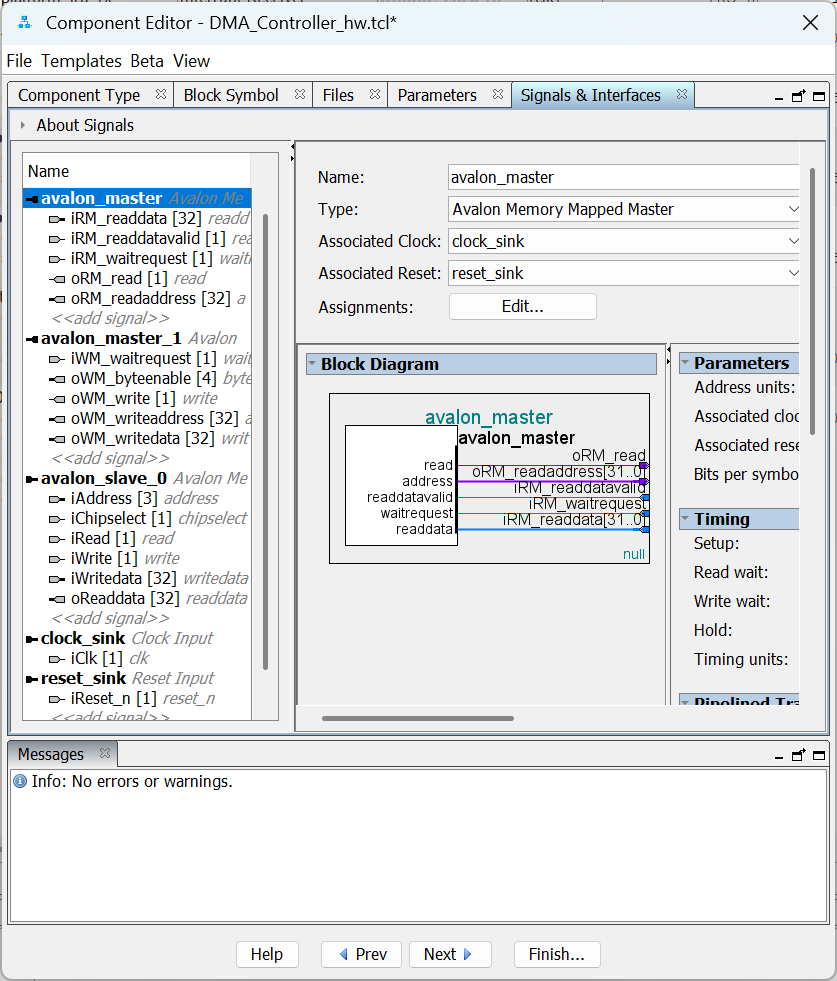 Component Editor - DMA_Controller_hw.tcl*
File Templates Beta View
Component Type Block Symbol Files Parameters Signals & Interfaces
About Signals
Name
avalon_master Avalon Me
iRM_readdata [32] readd
iRM_readdatavalid [1] rea
iRM_waitrequest [1] waitr
oRM_read [1] read
oRM_readaddress [32] a
<<add signal>>
avalon_master_1 Avalon
iWM_waitrequest [1] wait
oWM_byteenable [4] byte
oWM_write [1] write
oWM_writeaddress [32] a
oWM_writedata [32] writ
<<add signal>>
avalon_slave_0 Avalon Me
iAddress [3] address
iChipselect [1] chipselect
iRead [1] read
iWrite [1] write
iWritedata [32] writedata
oReaddata [32] readdata
<<add signal>>
clock_sink Clock Input
iClk [1] clk
reset_sink Reset Input
iReset_n [1] reset_n
<<add signal>>
Name: avalon_master
Type: Avalon Memory Mapped Master
Associated Clock: clock_sink
Associated Reset: reset_sink
Assignments: Edit...
Block Diagram
avalon_master
avalon_master
read oRM_read
address oRM_readaddress[31..0]
readdatavalid iRM_readdatavalid
waitrequest iRM_waitrequest
readdata iRM_readdata[31..0]
null
Parameters
Address units:
Associated cloc
Associated rese
Bits per symbo
Timing
Setup:
Read wait:
Write wait:
Hold:
Timing units:
Pipelined Tra
Messages
Info: No errors or warnings.
Help Prev Next Finish...